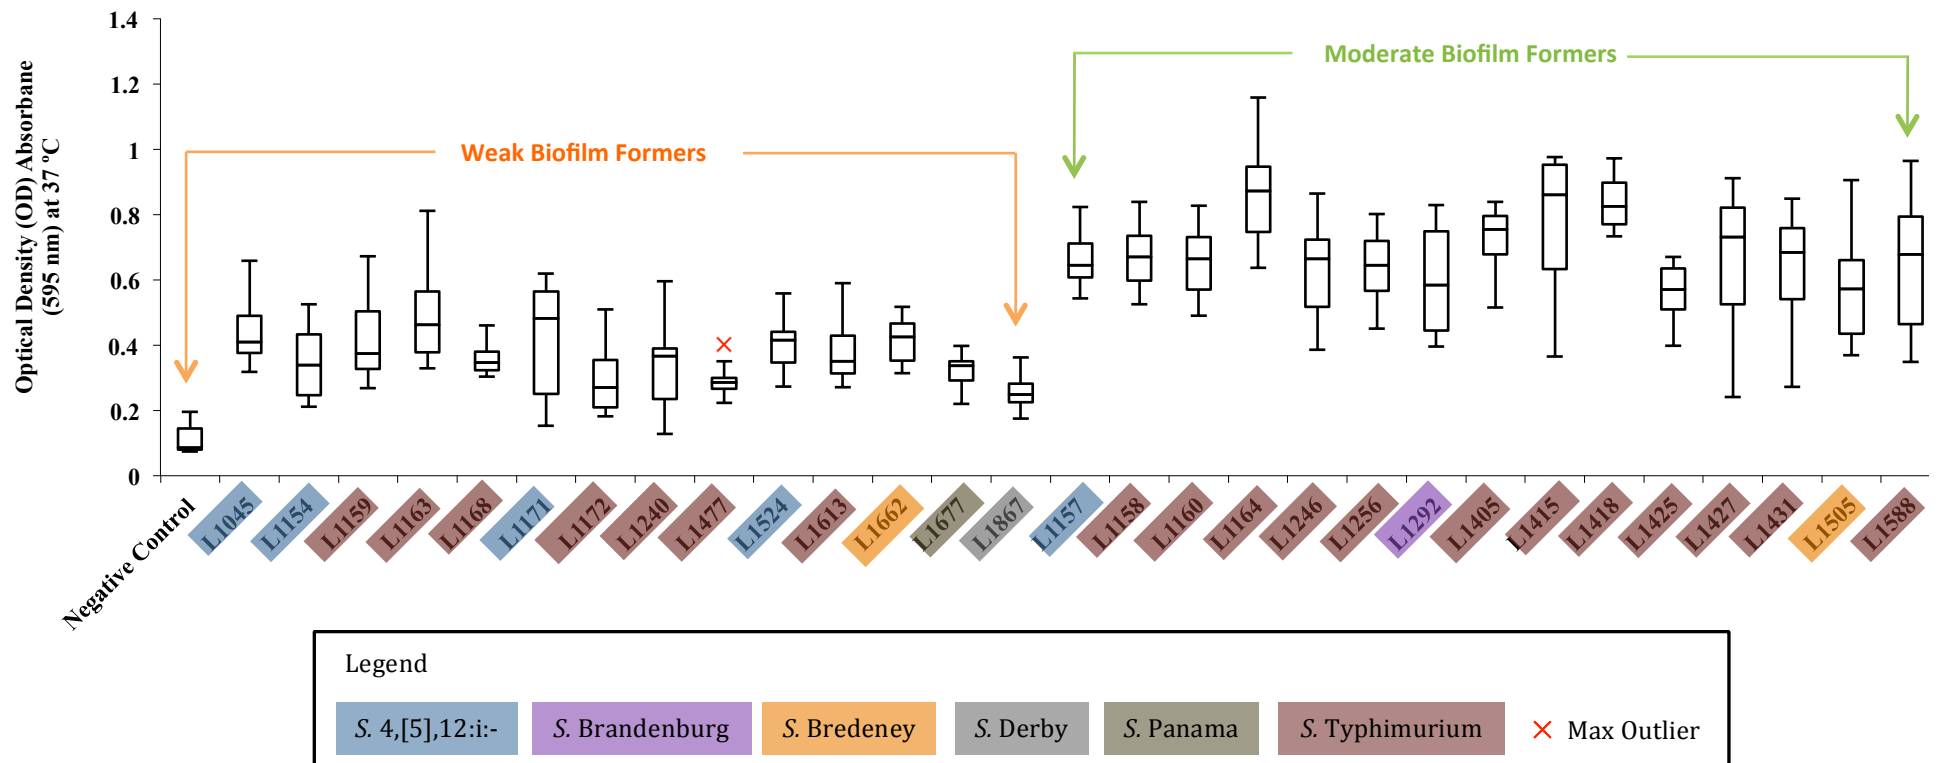 Optical Density (OD) Absorbane
(595 nm) at 37 ºC
1.4
1.2
1
0.8
0.6
0.4
0.2
0
Weak Biofilm Formers
Moderate Biofilm Formers
Negative Control
L1045
L1154
L1159
L1163
L1168
L1171
L1172
L1240
L1477
L1524
L1613
L1662
L1677
L1867
L1157
L1158
L1160
L1164
L1246
L1256
L1292
L1405
L1415
L1418
L1425
L1427
L1431
L1505
L1588
Legend
S. 4,[5],12:i:-
S. Brandenburg
S. Bredeney
S. Derby
S. Panama
S. Typhimurium
Max Outlier